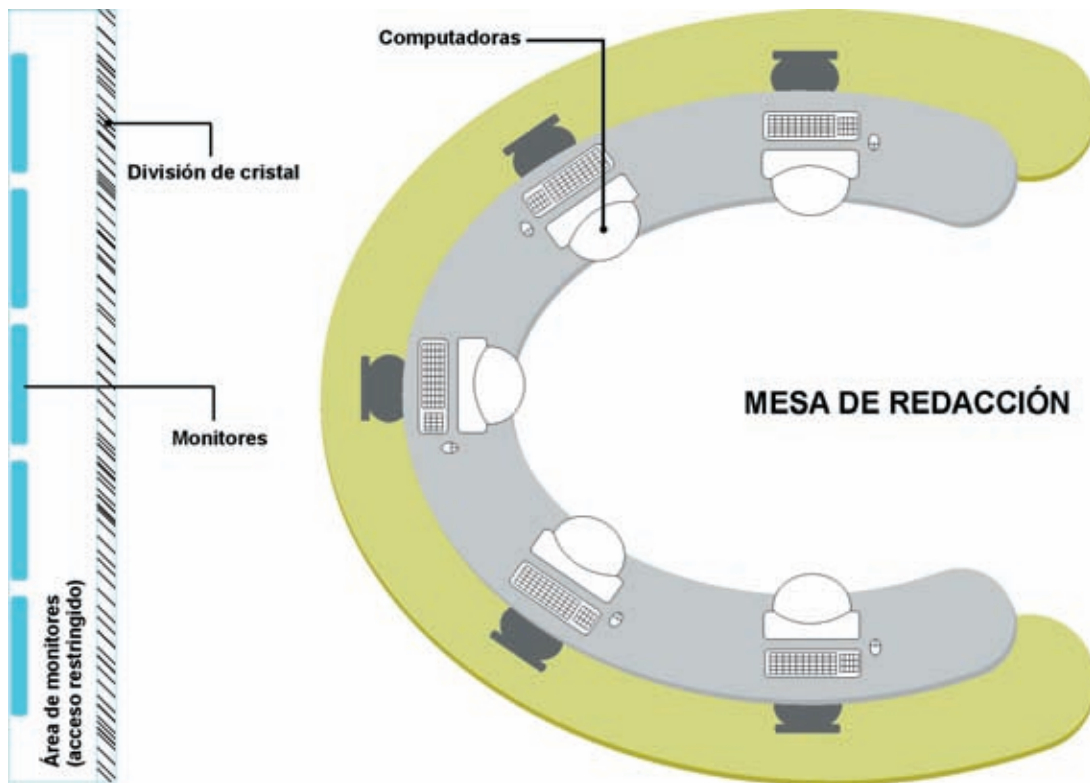 Computadoras
División de cristal
MESA DE REDACCIÓN
Monitores
Área de monitores
(acceso restringido)